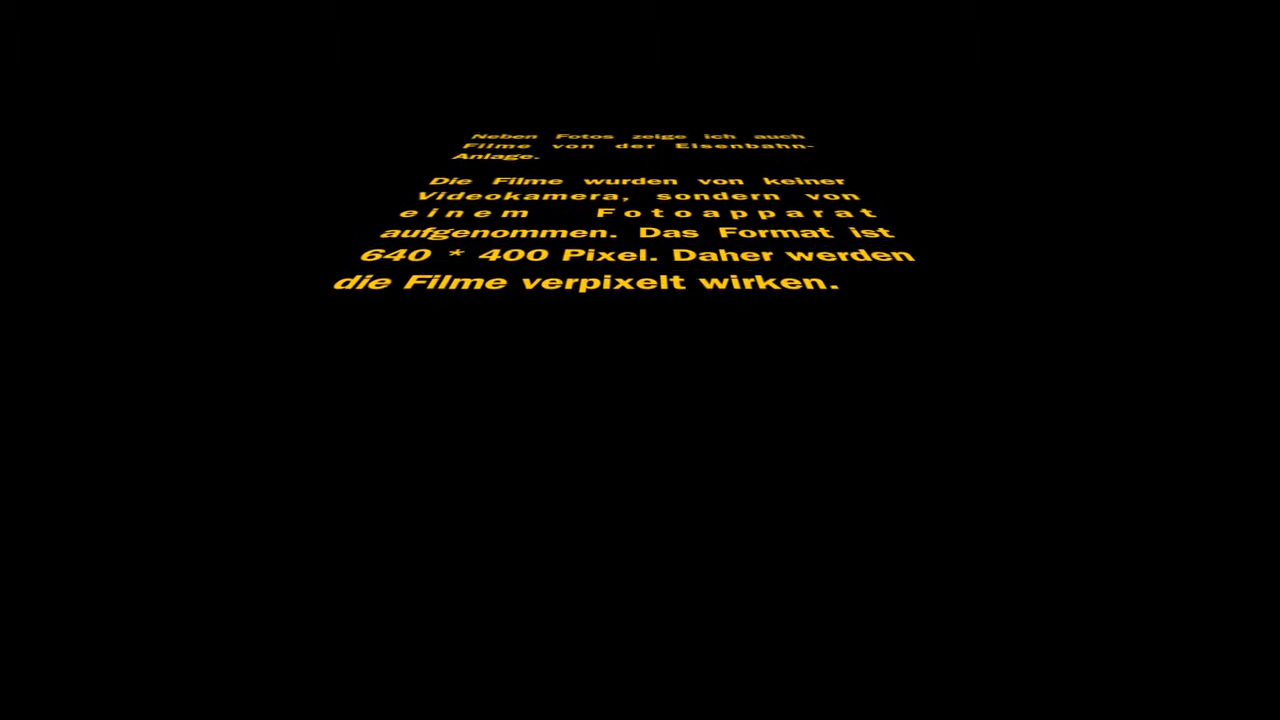 Neben Fotos zeige ich auch
Filme von der Eisenbahn-
Anlage.
Die Filme wurden von keiner
Videokamera, sondern von
einem Fotoapparat
aufgenommen. Das Format ist
640 * 400 Pixel. Daher werden
die Filme verpixelt wirken.